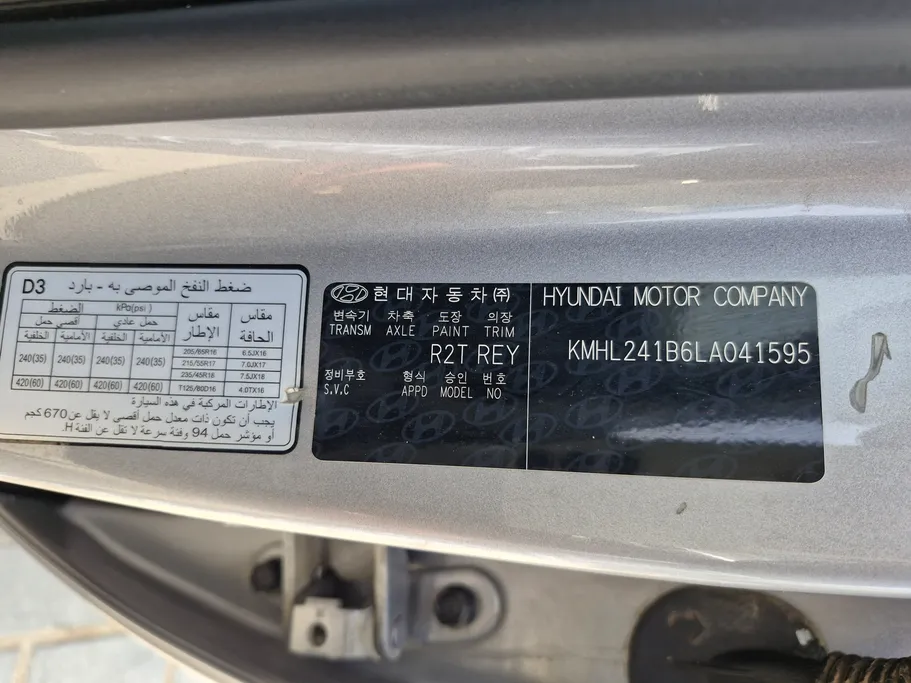 D3 ضغط النفخ الموصى به - بارد
مقاس الحافة
مقاس الإطار
kPa(psi) الضغط
حمل عادي
أقصى حمل
الأمامية
الخلفية
الأمامية
الخلفية
6.5JX16
205/65R16
7.0JX17
215/55R17
7.5JX18
235/45R18
240(35) 240(35) 240(35) 240(35)
4.0TX16
T125/80D16
420(60) 420(60) 420(60) 420(60)
الإطارات المركبة في هذه السيارة
يجب أن تكون ذات معدل حمل أقصى لا يقل عن 670 كجم
أو مؤشر حمل 94 وفئة سرعة لا تقل عن الفئة H.
현대자동차㈜
변속기 차축 도장 의장
TRANSM AXLE PAINT TRIM
R2T REY
정비부호 형식 승인 번호
S.V.C APPD MODEL NO
HYUNDAI MOTOR COMPANY
KMHL241B6LA041595